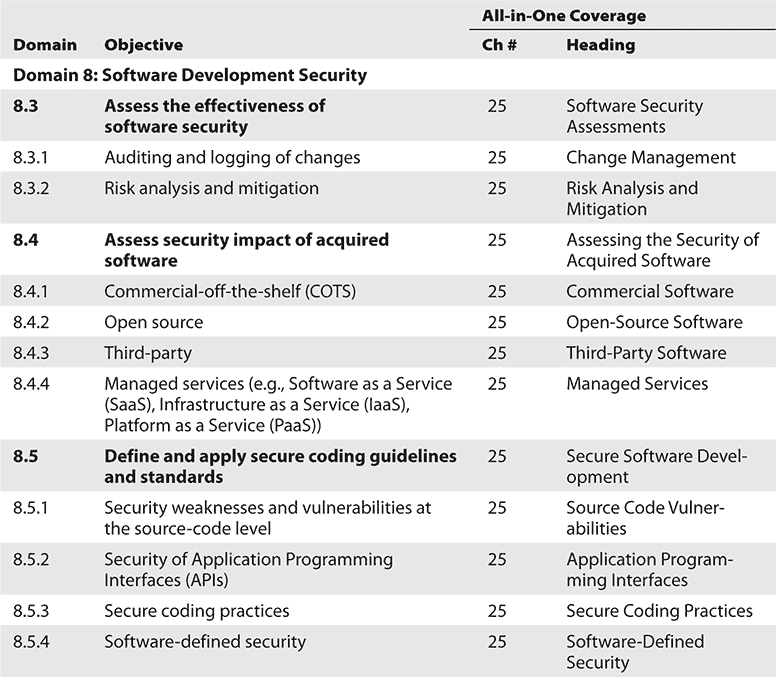 All-in-One Coverage
Domain Objective Ch # Heading
Domain 8: Software Development Security
8.3 Assess the effectiveness of 25 Software Security
software security Assessments
8.3.1 Auditing and logging of changes 25 Change Management
8.3.2 Risk analysis and mitigation 25 Risk Analysis and
Mitigation
8.4 Assess security impact of acquired 25 Assessing the Security of
software Acquired Software
8.4.1 Commercial-off-the-shelf (COTS) 25 Commercial Software
8.4.2 Open source 25 Open-Source Software
8.4.3 Third-party 25 Third-Party Software
8.4.4 Managed services (e.g., Software as a Service 25 Managed Services
(SaaS), Infrastructure as a Service (IaaS),
Platform as a Service (PaaS))
8.5 Define and apply secure coding guidelines 25 Secure Software Devel-
and standards opment
8.5.1 Security weaknesses and vulnerabilities at 25 Source Code Vulner-
the source-code level abilities
8.5.2 Security of Application Programming 25 Application Program-
Interfaces (APIs) ming Interfaces
8.5.3 Secure coding practices 25 Secure Coding Practices
8.5.4 Software-defined security 25 Software-Defined
Security